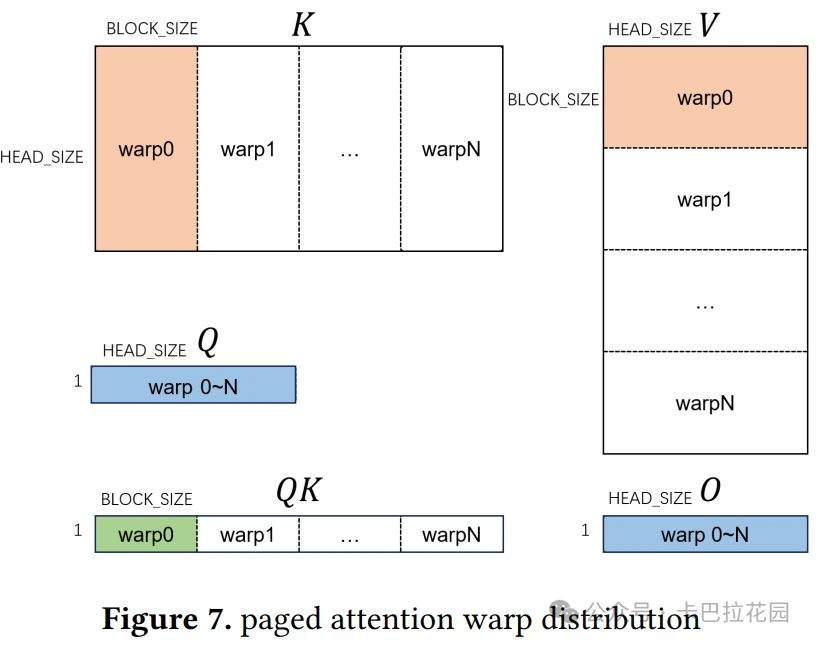 BLOCK_SIZE K
HEAD_SIZE
warp0 warp1 ... warpN
HEAD_SIZE V
BLOCK_SIZE
warp0
warp1
...
warpN
HEAD_SIZE Q
1 warp 0~N
BLOCK_SIZE QK
1 warp0 warp1 ... warpN
HEAD_SIZE O
1 warp 0~N
Figure 7. paged attention warp distribution
公众号 · 卡巴拉花园